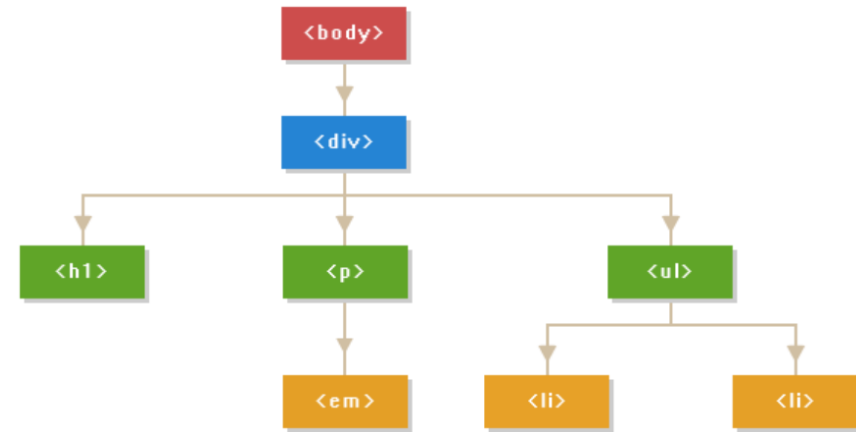 <body>
<div>
<h1>
<p>
<ul>
<em>
<li>
<li>